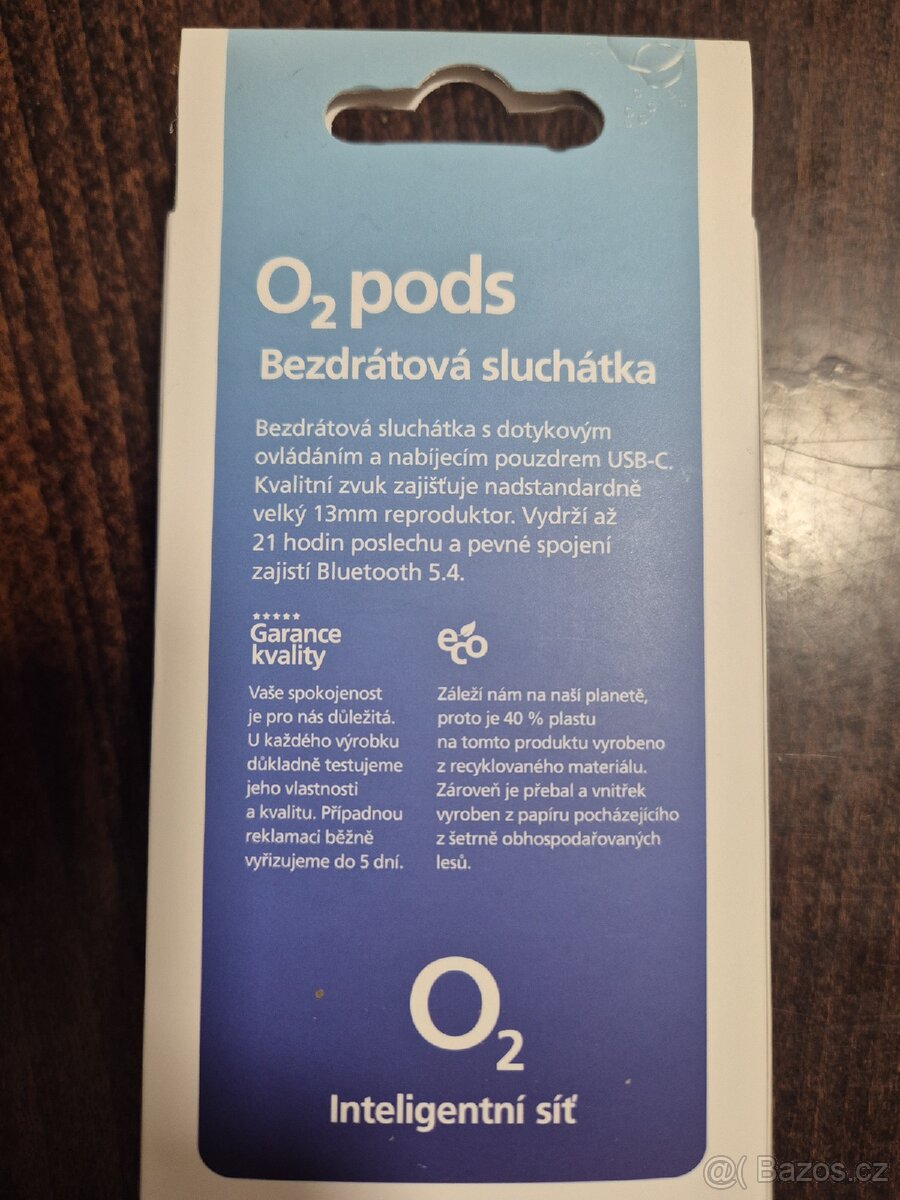 O2 pods
Bezdrátová sluchátka
Bezdrátová sluchátka s dotykovým
ovládáním a nabíjecím pouzdrem USB-C.
Kvalitní zvuk zajišťuje nadstandardně
velký 13mm reproduktor. Vydrží až
21 hodin poslechu a pevné spojení
zajistí Bluetooth 5.4.
Garance
kvality
Vaše spokojenost
je pro nás důležitá.
U každého výrobku
důkladně testujeme
jeho vlastnosti
a kvalitu. Případnou
reklamaci běžně
vyřizujeme do 5 dní.
eco
Záleží nám na naší planetě,
proto je 40 % plastu
na tomto produktu vyrobeno
z recyklovaného materiálu.
Zároveň je přebal a vnitřek
vyroben z papíru pocházejícího
z šetrně obhospodařovaných
lesů.
O2
Inteligentní síť
@( Bazos.cz